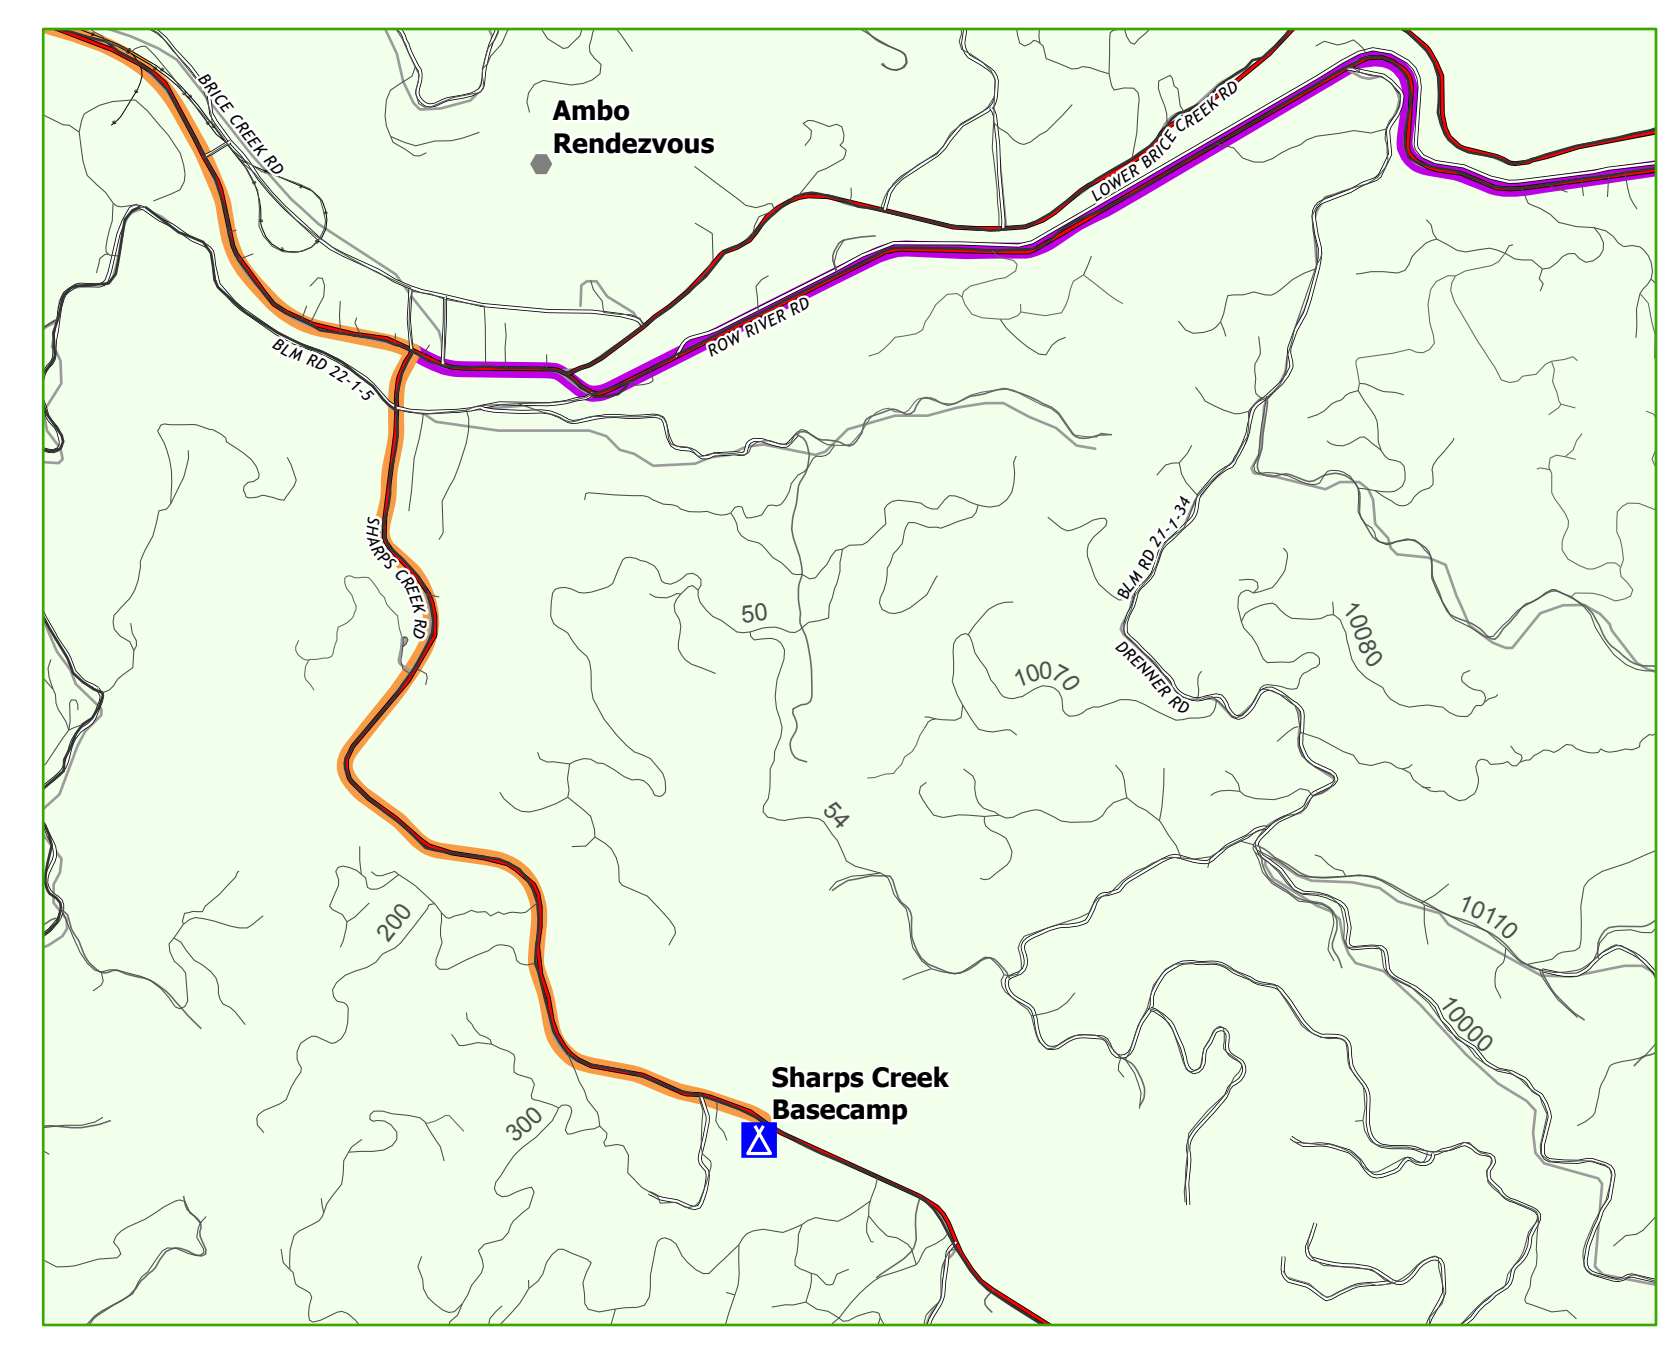 BRICE CREEK RD
Ambo
Rendezvous
LOWER BRICE CREEK RD
ROW RIVER RD
BLM RD 22-1-5
SHARPS CREEK RD
BLM RD 21-1-34
50
10080
10070
DRENNER RD
54
200
10110
10000
Sharps Creek
Basecamp
300